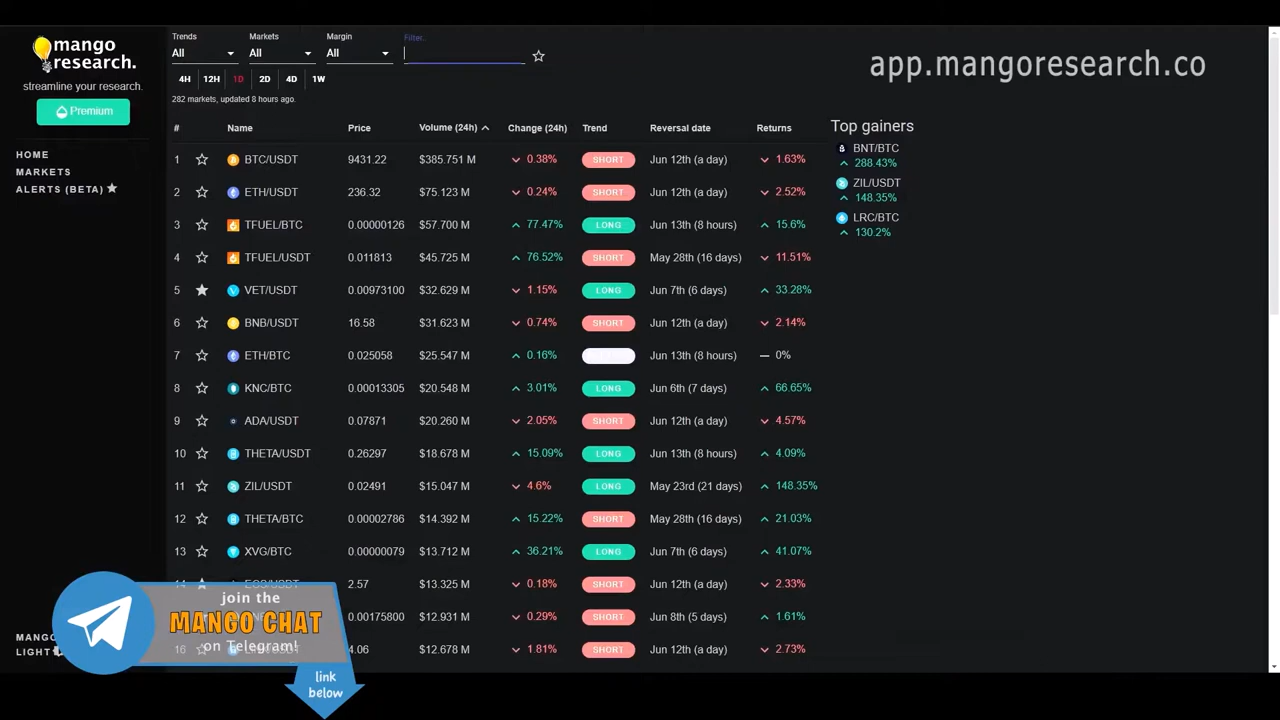 mango
research.
streamline your research.
Premium
HOME
MARKETS
ALERTS (BETA)
Trends Markets Margin Filter..
All All All
4H 12H 1D 2D 4D 1W
282 markets, updated 8 hours ago.
app.mangoresearch.co
# Name Price Volume (24h) Change (24h) Trend Reversal date Returns
1 BTC/USDT 9431.22 $385.751 M 0.38% SHORT Jun 12th (a day) 1.63%
2 ETH/USDT 236.32 $75.123 M 0.24% SHORT Jun 12th (a day) 2.52%
3 TFUEL/BTC 0.00000126 $57.700 M 77.47% LONG Jun 13th (8 hours) 15.6%
4 TFUEL/USDT 0.011813 $45.725 M 76.52% SHORT May 28th (16 days) 11.51%
5 VET/USDT 0.00973100 $32.629 M 1.15% LONG Jun 7th (6 days) 33.28%
6 BNB/USDT 16.58 $31.623 M 0.74% SHORT Jun 12th (a day) 2.14%
7 ETH/BTC 0.025058 $25.547 M 0.16% Jun 13th (8 hours) 0%
8 KNC/BTC 0.00013305 $20.548 M 3.01% LONG Jun 6th (7 days) 66.65%
9 ADA/USDT 0.07871 $20.260 M 2.05% SHORT Jun 12th (a day) 4.57%
10 THETA/USDT 0.26297 $18.678 M 15.09% LONG Jun 13th (8 hours) 4.09%
11 ZIL/USDT 0.02491 $15.047 M 4.6% LONG May 23rd (21 days) 148.35%
12 THETA/BTC 0.00002786 $14.392 M 15.22% SHORT May 28th (16 days) 21.03%
13 XVG/BTC 0.00000079 $13.712 M 36.21% LONG Jun 7th (6 days) 41.07%
2.57 $13.325 M 0.18% SHORT Jun 12th (a day) 2.33%
0.00175800 $12.931 M 0.29% SHORT Jun 8th (5 days) 1.61%
16 4.06 $12.678 M 1.81% SHORT Jun 12th (a day) 2.73%
Top gainers
BNT/BTC
288.43%
ZIL/USDT
148.35%
LRC/BTC
130.2%
MANGO
LIGHT
join the
MANGO CHAT
on Telegram!
link
below